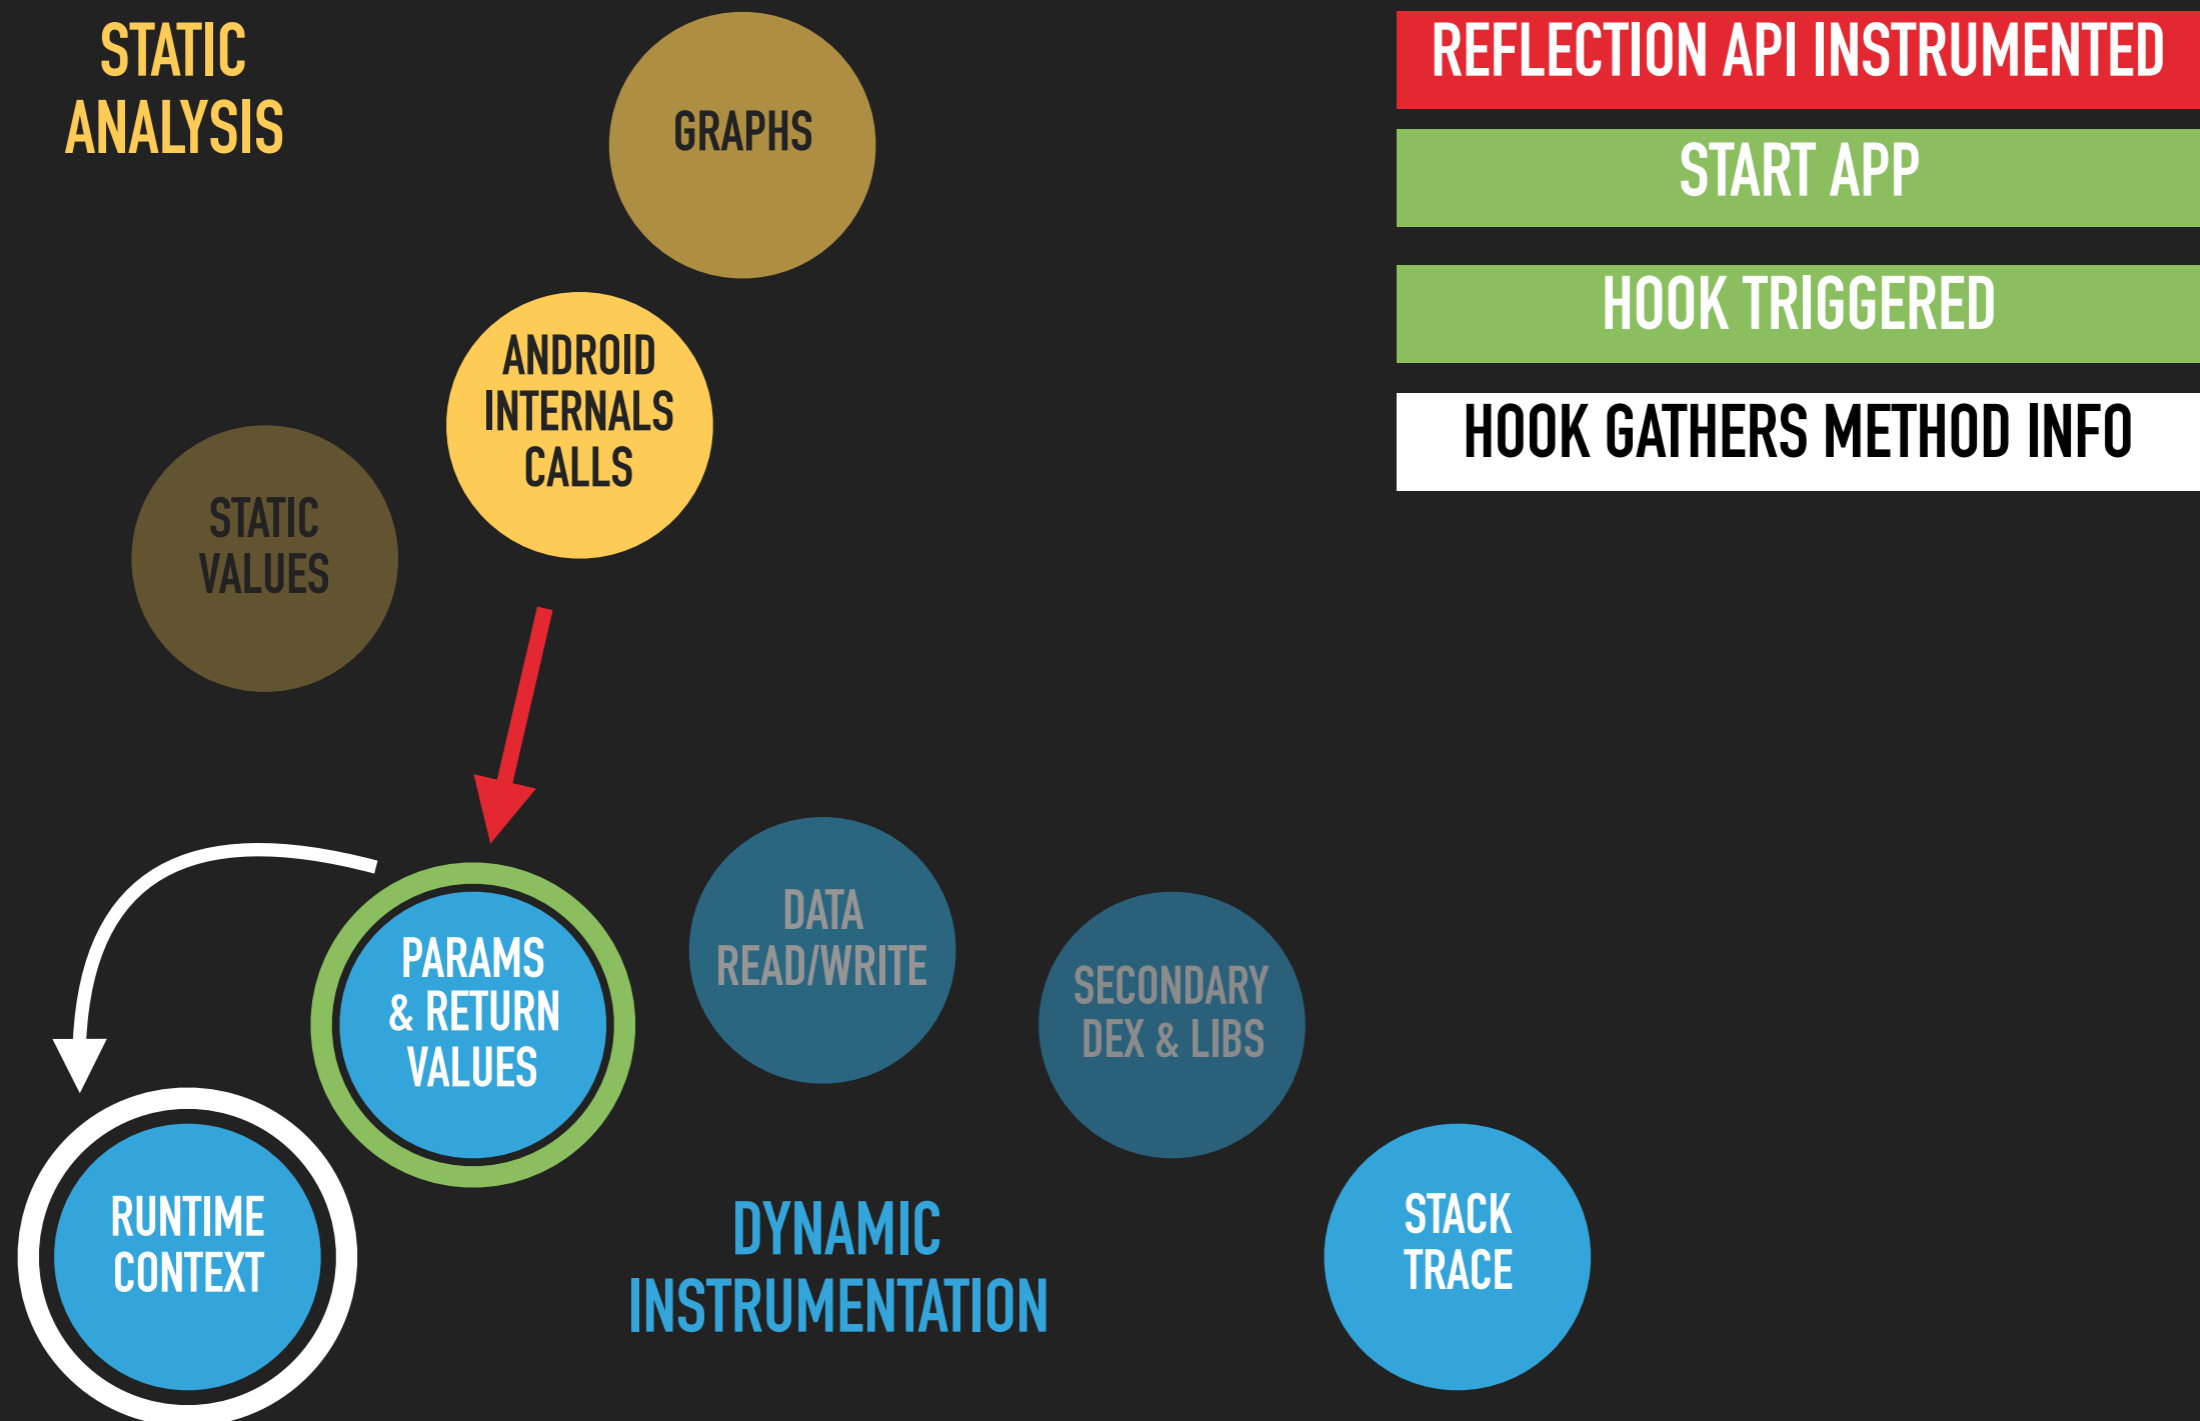 STATIC
ANALYSIS
GRAPHS
REFLECTION API INSTRUMENTED
START APP
HOOK TRIGGERED
HOOK GATHERS METHOD INFO
ANDROID
INTERNALS
CALLS
STATIC
VALUES
PARAMS
& RETURN
VALUES
DATA
READ/WRITE
SECONDARY
DEX & LIBS
RUNTIME
CONTEXT
DYNAMIC
INSTRUMENTATION
STACK
TRACE